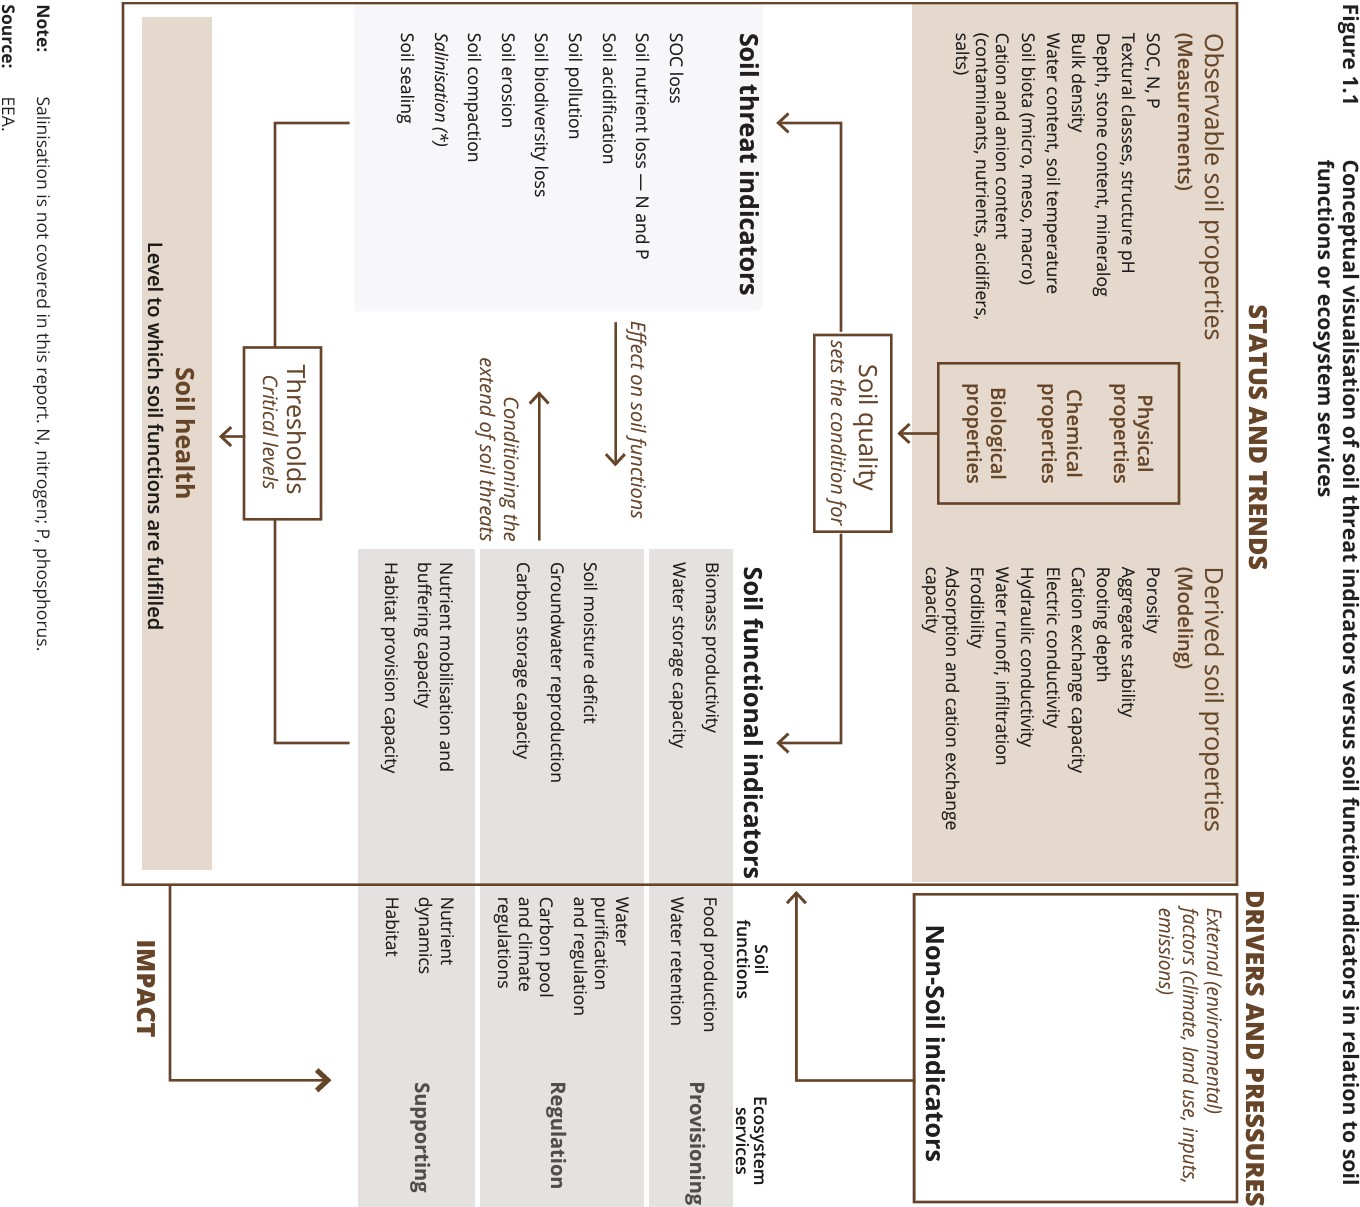 Figure 1.1
Conceptual visualisation of soil threat indicators versus soil function indicators in relation to soil
functions or ecosystem services
STATUS AND TRENDS
DRIVERS AND PRESSURES
Observable soil properties
(Measurements)
SOC, N, P
Textural classes, structure pH
Depth, stone content, mineralog
Bulk density
Water content, soil temperature
Soil biota (micro, meso, macro)
Cation and anion content
(contaminants, nutrients, acidifiers,
salts)
Physical
properties
Chemical
properties
Biological
properties
Derived soil properties
(Modeling)
Porosity
Aggregate stability
Rooting depth
Cation exchange capacity
Electric conductivity
Hydraulic conductivity
Water runoff, infiltration
Erodibility
Adsorption and cation exchange
capacity
External (environmental)
factors (climate, land use, inputs,
emissions)
Non-Soil indicators
Soil quality
sets the condition for
Soil threat indicators
SOC loss
Soil nutrient loss — N and P
Soil acidification
Soil pollution
Soil biodiversity loss
Soil erosion
Soil compaction
Salinisation (*)
Soil sealing
Effect on soil functions
Conditioning the
extend of soil threats
Soil functional indicators
Soil
functions
Ecosystem
services
Biomass productivity
Water storage capacity
Food production
Water retention
Provisioning
Soil moisture deficit
Groundwater reproduction
Carbon storage capacity
Water
purification
and regulation
Carbon pool
and climate
regulations
Regulation
Nutrient mobilisation and
buffering capacity
Habitat provision capacity
Nutrient
dynamics
Habitat
Supporting
Thresholds
Critical levels
Soil health
Level to which soil functions are fulfilled
IMPACT
Note: Salinisation is not covered in this report. N, nitrogen; P, phosphorus.
Source: EEA.